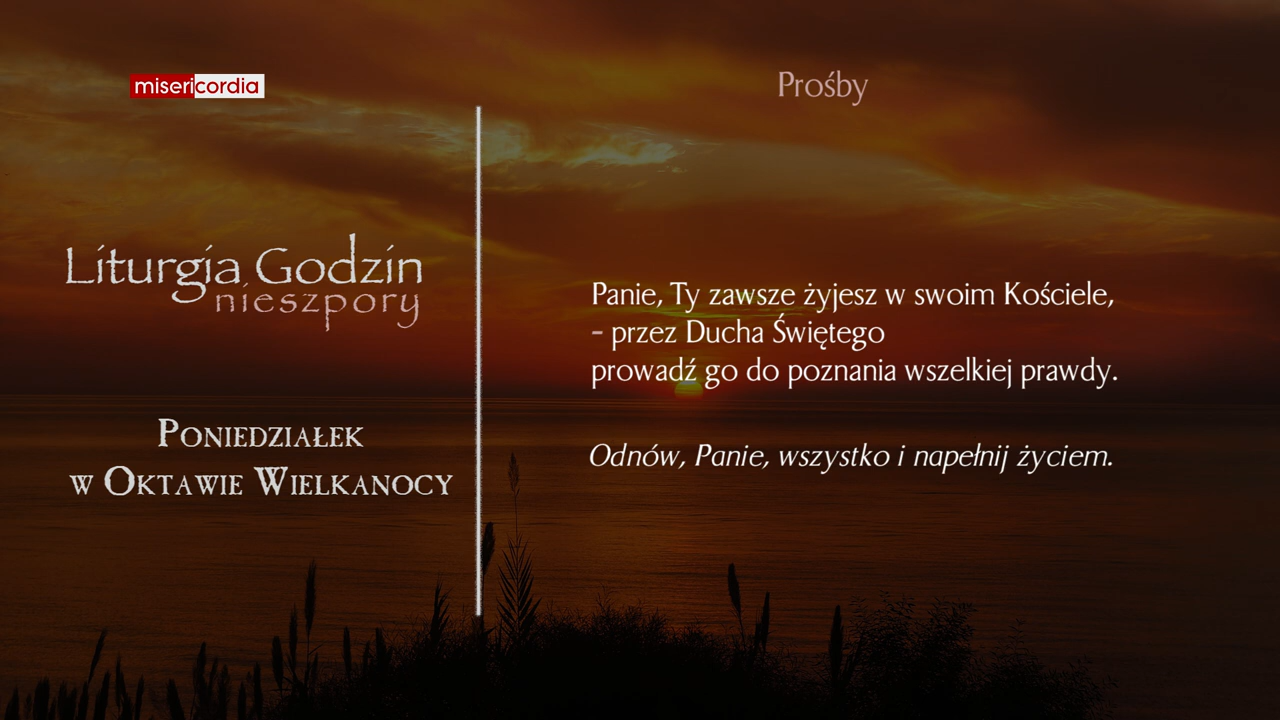 misericordia
Liturgia Godzin
nieszpory
Poniedziałek
w Oktawie Wielkanocy
Prośby
Panie, Ty zawsze żyjesz w swoim Kościele,
- przez Ducha Świętego
prowadź go do poznania wszelkiej prawdy.
Odnów, Panie, wszystko i napełnij życiem.